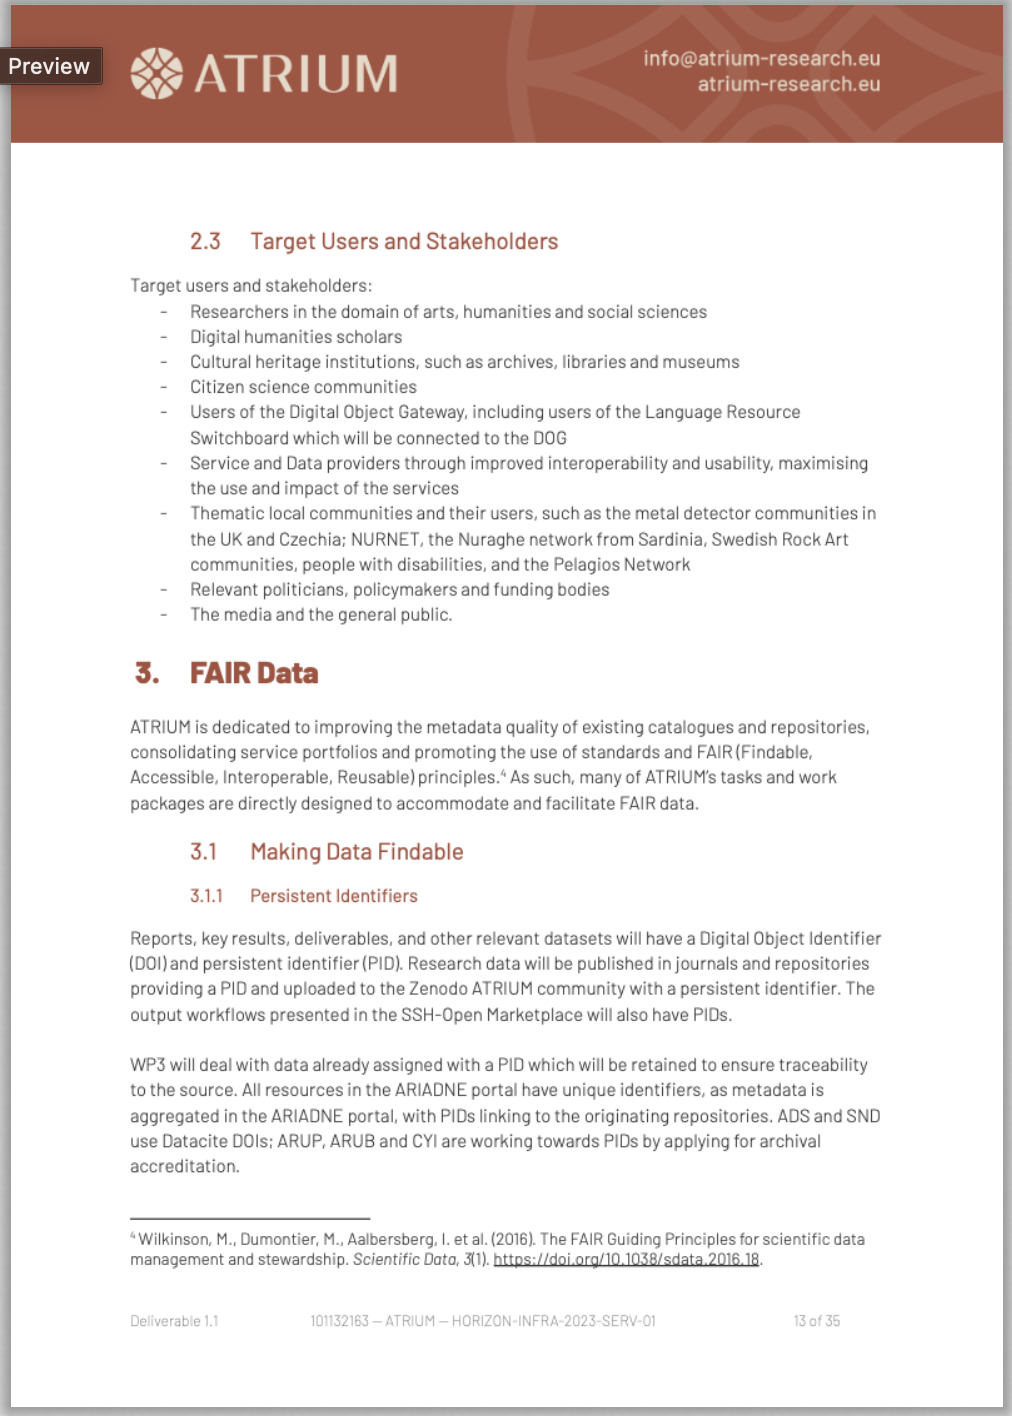 Preview
ATRIUM
info@atrium-research.eu
atrium-research.eu
2.3 Target Users and Stakeholders
Target users and stakeholders:
- Researchers in the domain of arts, humanities and social sciences
- Digital humanities scholars
- Cultural heritage institutions, such as archives, libraries and museums
- Citizen science communities
- Users of the Digital Object Gateway, including users of the Language Resource
Switchboard which will be connected to the DOG
- Service and Data providers through improved interoperability and usability, maximising
the use and impact of the services
- Thematic local communities and their users, such as the metal detector communities in
the UK and Czechia; NURNET, the Nuraghe network from Sardinia, Swedish Rock Art
communities, people with disabilities, and the Pelagios Network
- Relevant politicians, policymakers and funding bodies
- The media and the general public.
3. FAIR Data
ATRIUM is dedicated to improving the metadata quality of existing catalogues and repositories,
consolidating service portfolios and promoting the use of standards and FAIR (Findable,
Accessible, Interoperable, Reusable) principles.⁴ As such, many of ATRIUM's tasks and work
packages are directly designed to accommodate and facilitate FAIR data.
3.1 Making Data Findable
3.1.1 Persistent Identifiers
Reports, key results, deliverables, and other relevant datasets will have a Digital Object Identifier
(DOI) and persistent identifier (PID). Research data will be published in journals and repositories
providing a PID and uploaded to the Zenodo ATRIUM community with a persistent identifier. The
output workflows presented in the SSH-Open Marketplace will also have PIDs.
WP3 will deal with data already assigned with a PID which will be retained to ensure traceability
to the source. All resources in the ARIADNE portal have unique identifiers, as metadata is
aggregated in the ARIADNE portal, with PIDs linking to the originating repositories. ADS and SND
use Datacite DOIs; ARUP, ARUB and CYI are working towards PIDs by applying for archival
accreditation.
⁴ Wilkinson, M., Dumontier, M., Aalbersberg, I. et al. (2016). The FAIR Guiding Principles for scientific data
management and stewardship. Scientific Data, 3(1). https://doi.org/10.1038/sdata.2016.18.
Deliverable 1.1 101132163 — ATRIUM — HORIZON-INFRA-2023-SERV-01 13 of 35